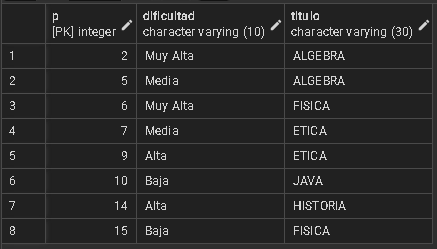 p dificultad titulo
[PK] integer character varying (10) character varying (30)
1 2 Muy Alta ALGEBRA
2 5 Media ALGEBRA
3 6 Muy Alta FISICA
4 7 Media ETICA
5 9 Alta ETICA
6 10 Baja JAVA
7 14 Alta HISTORIA
8 15 Baja FISICA